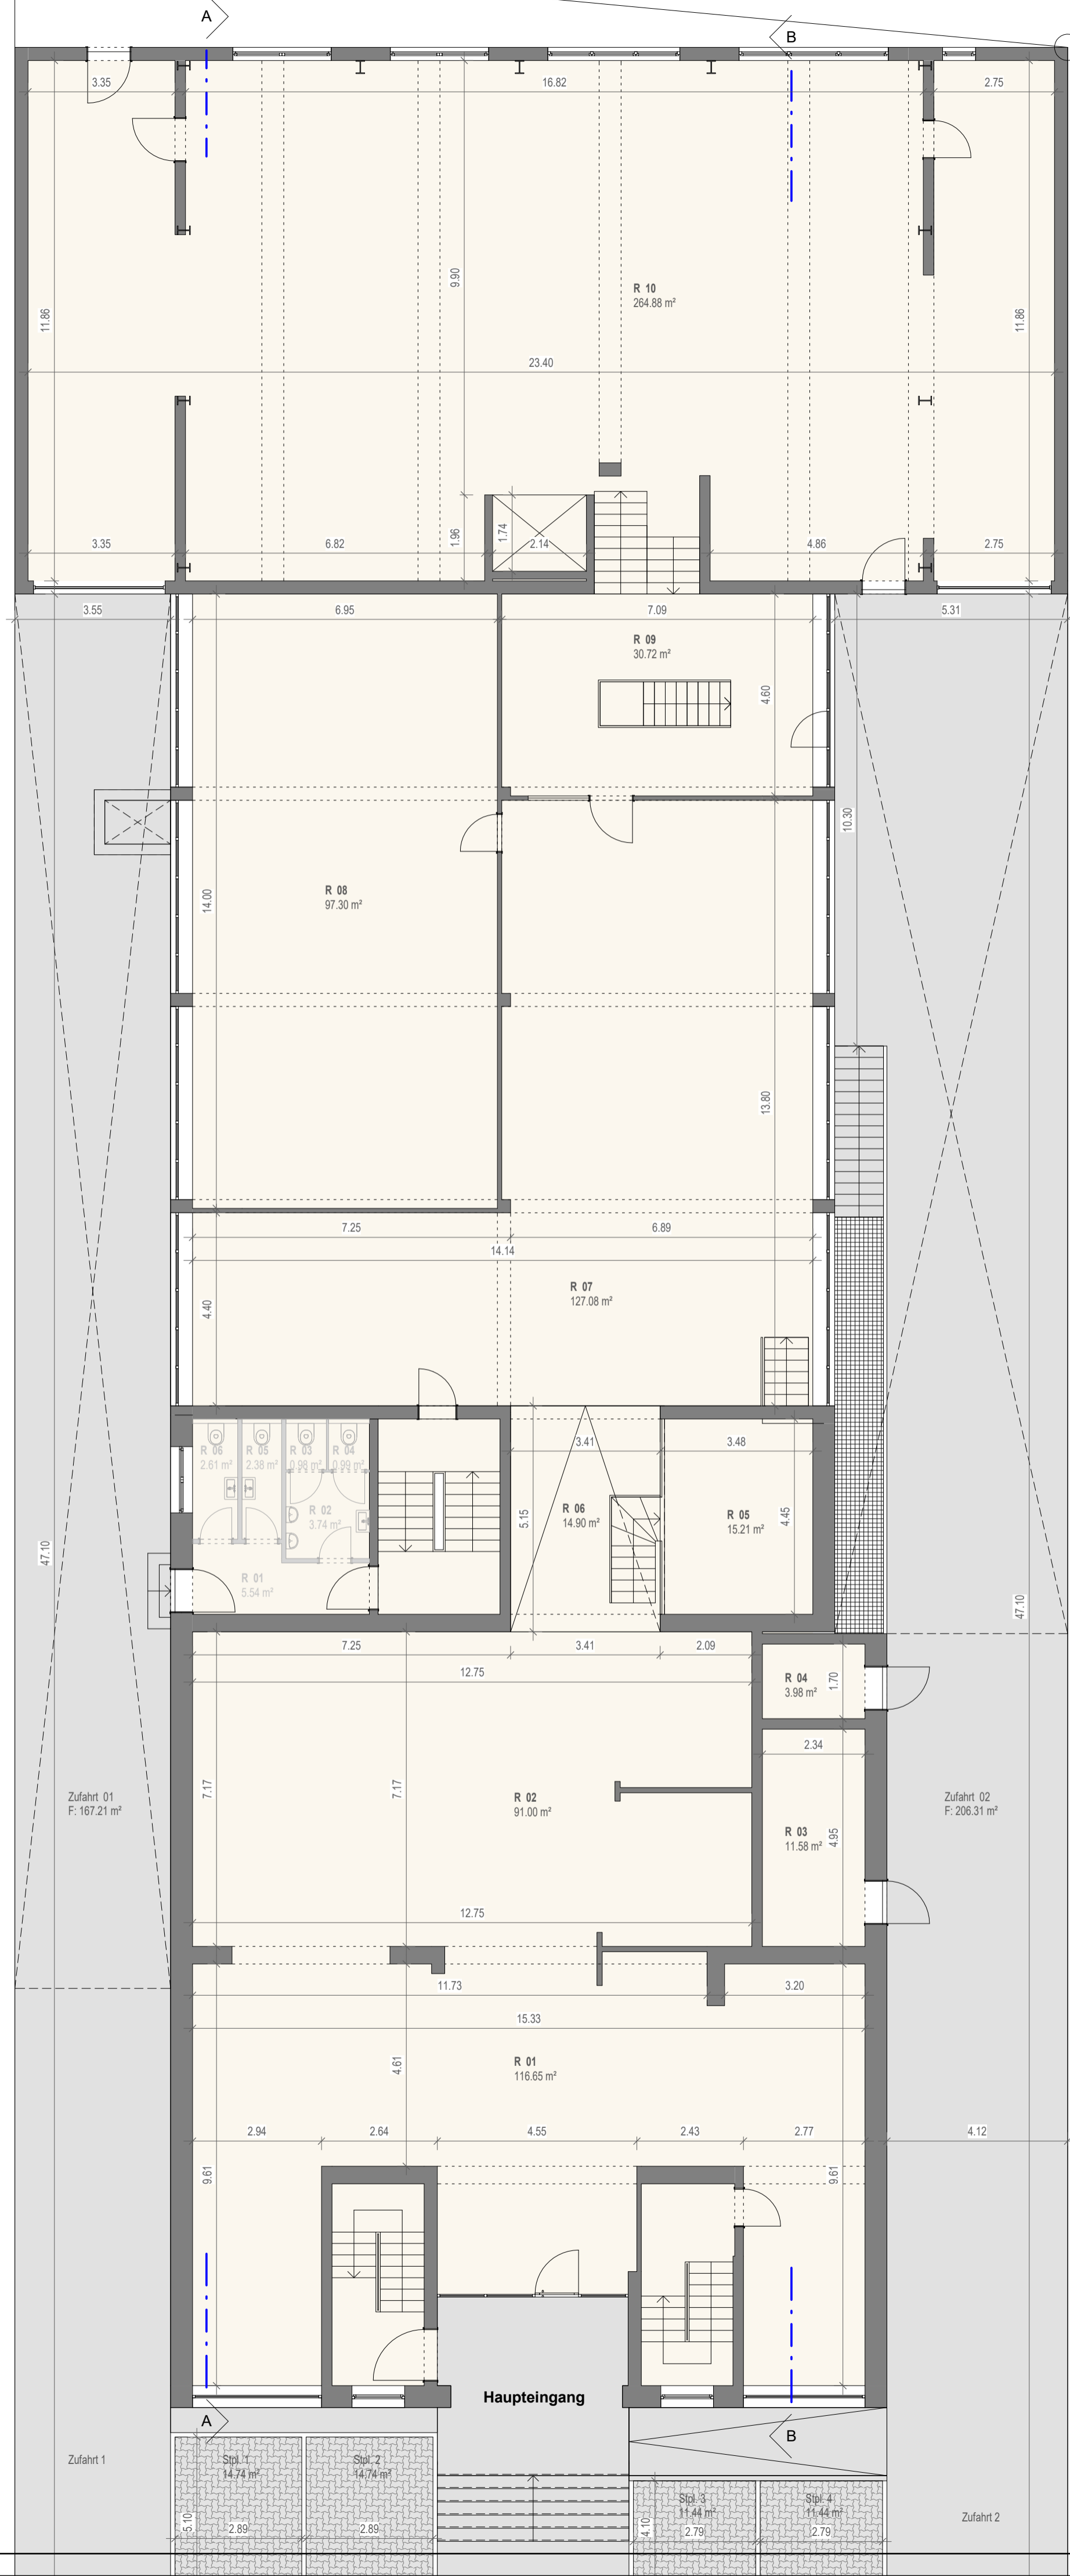 A
B
3.35
16.82
2.75
9.90
R 10
264.88 m²
11.86
11.86
23.40
1.74
1.96
3.35
6.82
2.14
4.86
2.75
3.55
6.95
7.09
5.31
R 09
30.72 m²
4.60
10.30
R 08
97.30 m²
14.00
13.80
7.25
6.89
14.14
R 07
127.08 m²
4.40
3.41
3.48
R 06
2.61 m²
R 05
2.38 m²
R 03
0.98 m²
R 04
0.99 m²
R 02
3.74 m²
5.15
R 06
14.90 m²
R 05
15.21 m²
4.45
47.10
R 01
5.54 m²
47.10
7.25
3.41
2.09
12.75
R 04
3.98 m²
1.70
2.34
Zufahrt 01
F: 167.21 m²
7.17
7.17
R 02
91.00 m²
Zufahrt 02
F: 206.31 m²
R 03
11.58 m²
4.95
12.75
11.73
3.20
15.33
4.61
R 01
116.65 m²
2.94
2.64
4.55
2.43
2.77
4.12
9.61
9.61
Haupteingang
A
B
Zufahrt 1
Stpl. 1
14.74 m²
Stpl. 2
14.74 m²
Stpl. 3
11.44 m²
Stpl. 4
11.44 m²
Zufahrt 2
5.10
2.89
2.89
4.10
2.79
2.79